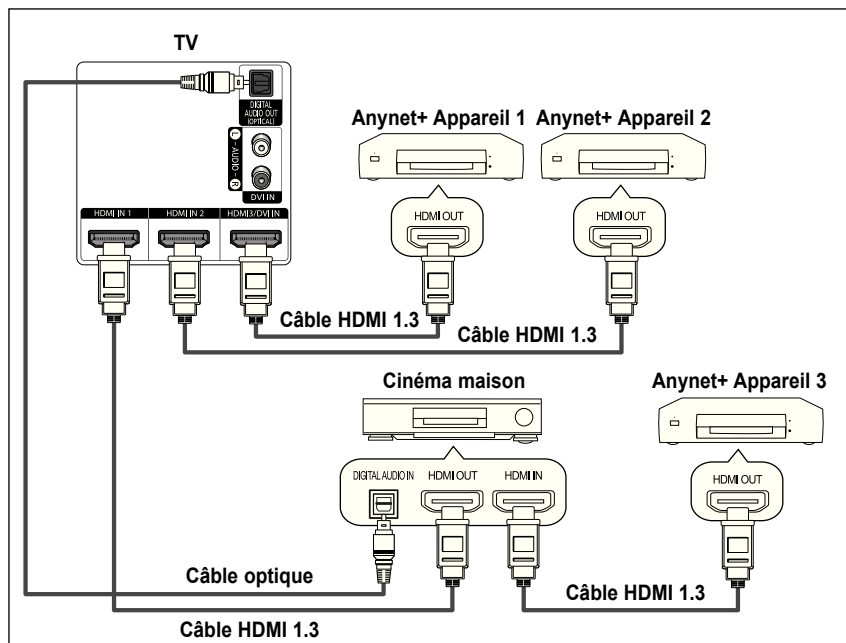 TV
DIGITAL
AUDIO OUT
(OPTICAL)
L - AUDIO - R
DVI IN
HDMI IN 1
HDMI IN 2
HDMI3/DVI IN
Anynet+ Appareil 1
Anynet+ Appareil 2
HDMI OUT
HDMI OUT
Câble HDMI 1.3
Câble HDMI 1.3
Cinéma maison
Anynet+ Appareil 3
DIGITAL AUDIO IN
HDMI OUT
HDMI IN
HDMI OUT
Câble optique
Câble HDMI 1.3
Câble HDMI 1.3